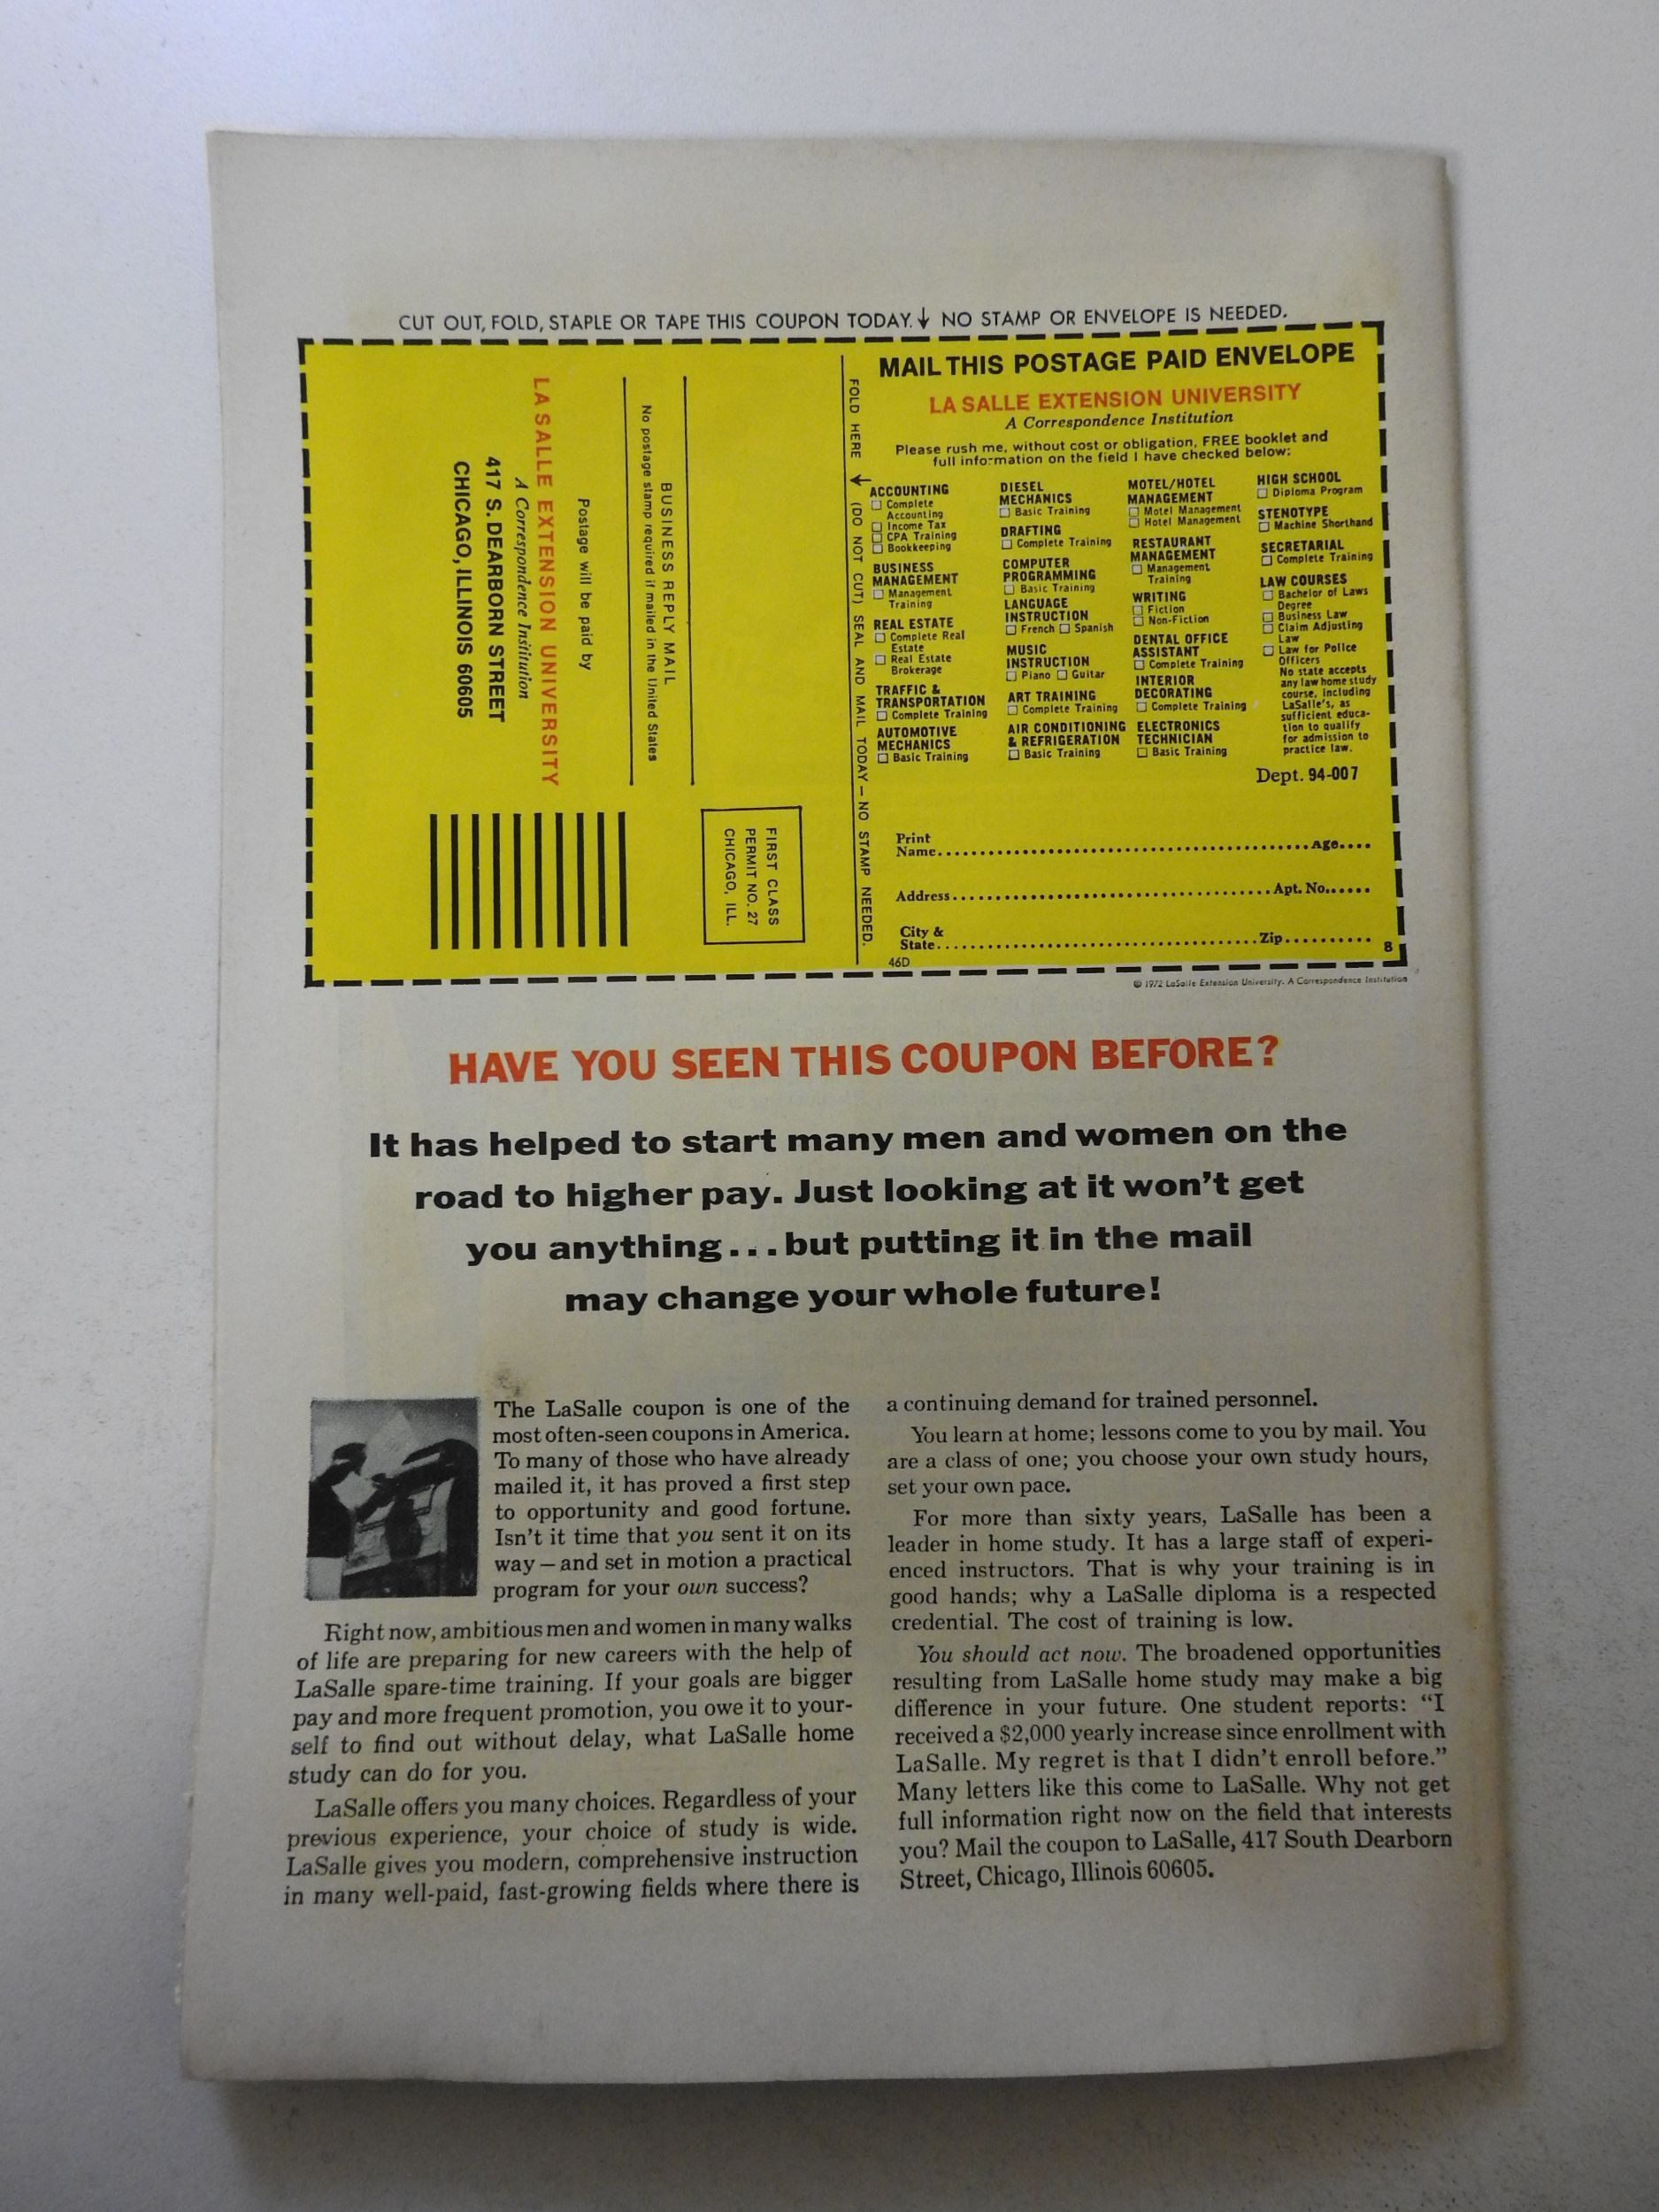 CUT OUT, FOLD, STAPLE OR TAPE THIS COUPON TODAY. ↓ NO STAMP OR ENVELOPE IS NEEDED.
FIRST CLASS
PERMIT NO. 27
CHICAGO, ILL.
BUSINESS REPLY MAIL
No postage stamp required if mailed in the United States
Postage will be paid by
LA SALLE EXTENSION UNIVERSITY
A Correspondence Institution
417 S. DEARBORN STREET
CHICAGO, ILLINOIS 60605
FOLD HERE ↓ (DO NOT CUT) SEAL AND MAIL TODAY — NO STAMP NEEDED.
MAIL THIS POSTAGE PAID ENVELOPE
LA SALLE EXTENSION UNIVERSITY
A Correspondence Institution
Please rush me, without cost or obligation, FREE booklet and
full information on the field I have checked below:
ACCOUNTING
☐ Complete
Accounting
☐ Income Tax
☐ CPA Training
☐ Bookkeeping
BUSINESS
MANAGEMENT
☐ Management
Training
REAL ESTATE
☐ Complete Real
Estate
☐ Real Estate
Brokerage
TRAFFIC &
TRANSPORTATION
☐ Complete Training
AUTOMOTIVE
MECHANICS
☐ Basic Training
DIESEL
MECHANICS
☐ Basic Training
DRAFTING
☐ Complete Training
COMPUTER
PROGRAMMING
☐ Basic Training
LANGUAGE
INSTRUCTION
☐ French ☐ Spanish
MUSIC
INSTRUCTION
☐ Piano ☐ Guitar
ART TRAINING
☐ Complete Training
AIR CONDITIONING
& REFRIGERATION
☐ Basic Training
MOTEL/HOTEL
MANAGEMENT
☐ Motel Management
☐ Hotel Management
RESTAURANT
MANAGEMENT
☐ Management
Training
WRITING
☐ Fiction
☐ Non-Fiction
DENTAL OFFICE
ASSISTANT
☐ Complete Training
INTERIOR
DECORATING
☐ Complete Training
ELECTRONICS
TECHNICIAN
☐ Basic Training
HIGH SCHOOL
☐ Diploma Program
STENOTYPE
☐ Machine Shorthand
SECRETARIAL
☐ Complete Training
LAW COURSES
☐ Bachelor of Laws
Degree
☐ Business Law
☐ Claim Adjusting
Law
☐ Law for Police
Officers
No state accepts
any law home study
course, including
LaSalle's, as
sufficient educa-
tion to qualify
for admission to
practice law.
Dept. 94-007
Print
Name........................................Age....
Address....................................Apt. No......
City &
State....................................Zip..........
46D
8
© 1972 LaSalle Extension University. A Correspondence Institution
HAVE YOU SEEN THIS COUPON BEFORE?
It has helped to start many men and women on the
road to higher pay. Just looking at it won't get
you anything...but putting it in the mail
may change your whole future!
The LaSalle coupon is one of the
most often-seen coupons in America.
To many of those who have already
mailed it, it has proved a first step
to opportunity and good fortune.
Isn't it time that you sent it on its
way — and set in motion a practical
program for your own success?
Right now, ambitious men and women in many walks
of life are preparing for new careers with the help of
LaSalle spare-time training. If your goals are bigger
pay and more frequent promotion, you owe it to your-
self to find out without delay, what LaSalle home
study can do for you.
LaSalle offers you many choices. Regardless of your
previous experience, your choice of study is wide.
LaSalle gives you modern, comprehensive instruction
in many well-paid, fast-growing fields where there is
a continuing demand for trained personnel.
You learn at home; lessons come to you by mail. You
are a class of one; you choose your own study hours,
set your own pace.
For more than sixty years, LaSalle has been a
leader in home study. It has a large staff of experi-
enced instructors. That is why your training is in
good hands; why a LaSalle diploma is a respected
credential. The cost of training is low.
You should act now. The broadened opportunities
resulting from LaSalle home study may make a big
difference in your future. One student reports: "I
received a $2,000 yearly increase since enrollment with
LaSalle. My regret is that I didn't enroll before."
Many letters like this come to LaSalle. Why not get
full information right now on the field that interests
you? Mail the coupon to LaSalle, 417 South Dearborn
Street, Chicago, Illinois 60605.